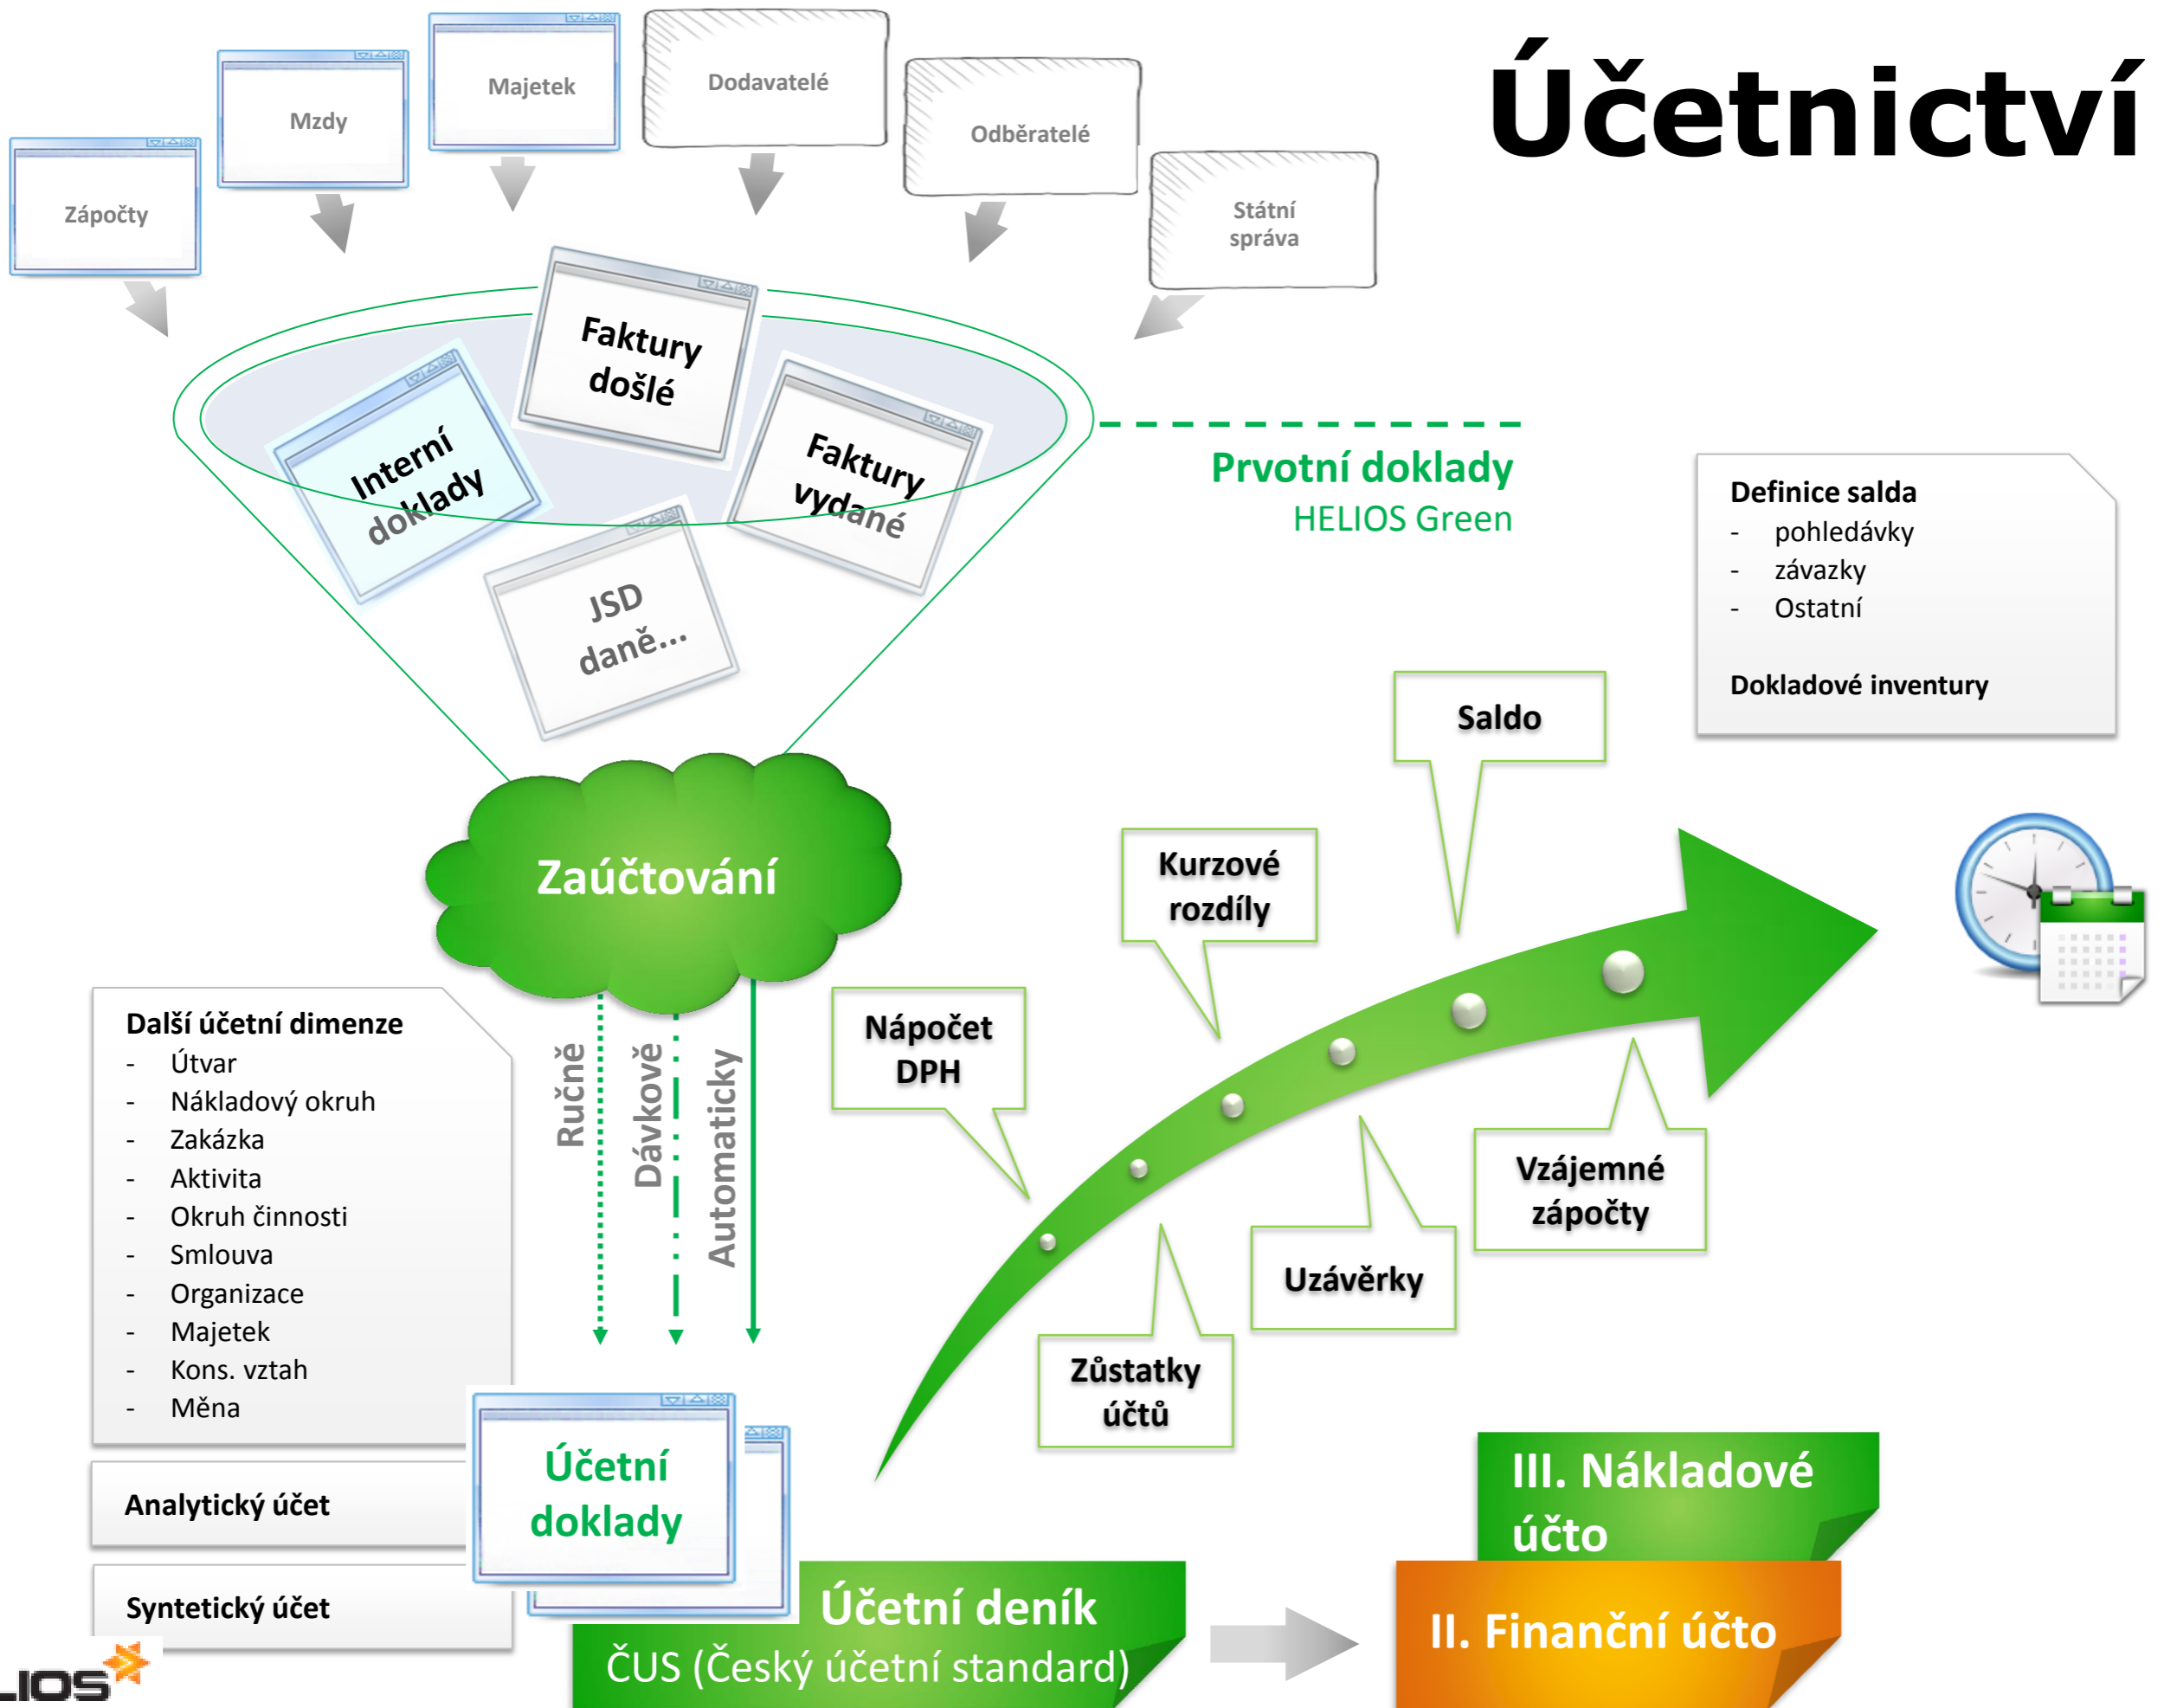 Účetnictví
Zápočty
Mzdy
Majetek
Dodavatelé
Odběratelé
Státní
správa
Faktury
došlé
Interní
doklady
Faktury
vydané
JSD
daně...
Prvotní doklady
HELIOS Green
Definice salda
- pohledávky
- závazky
- Ostatní
Dokladové inventury
Zaúčtování
Ručně
Dávkově
Automaticky
Saldo
Kurzové
rozdíly
Nápočet
DPH
Vzájemné
zápočty
Uzávěrky
Zůstatky
účtů
Další účetní dimenze
- Útvar
- Nákladový okruh
- Zakázka
- Aktivita
- Okruh činnosti
- Smlouva
- Organizace
- Majetek
- Kons. vztah
- Měna
Analytický účet
Syntetický účet
Účetní
doklady
Účetní deník
ČUS (Český účetní standard)
III. Nákladové
účto
II. Finanční účto
LIOS